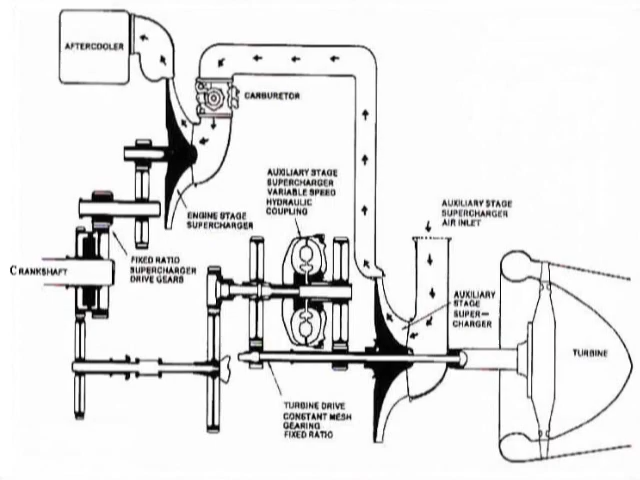 AFTERCOOLER
CARBURETOR
AUXILIARY STAGE
SUPERCHARGER
VARIABLE SPEED
HYDRAULIC
COUPLING
AUXILIARY STAGE
SUPERCHARGER
AIR INLET
ENGINE STAGE
SUPERCHARGER
FIXED RATIO
SUPERCHARGER
DRIVE GEARS
CRANKSHAFT
AUXILIARY
STAGE
SUPER-
CHARGER
TURBINE
TURBINE DRIVE
CONSTANT MESH
GEARING
FIXED RATIO